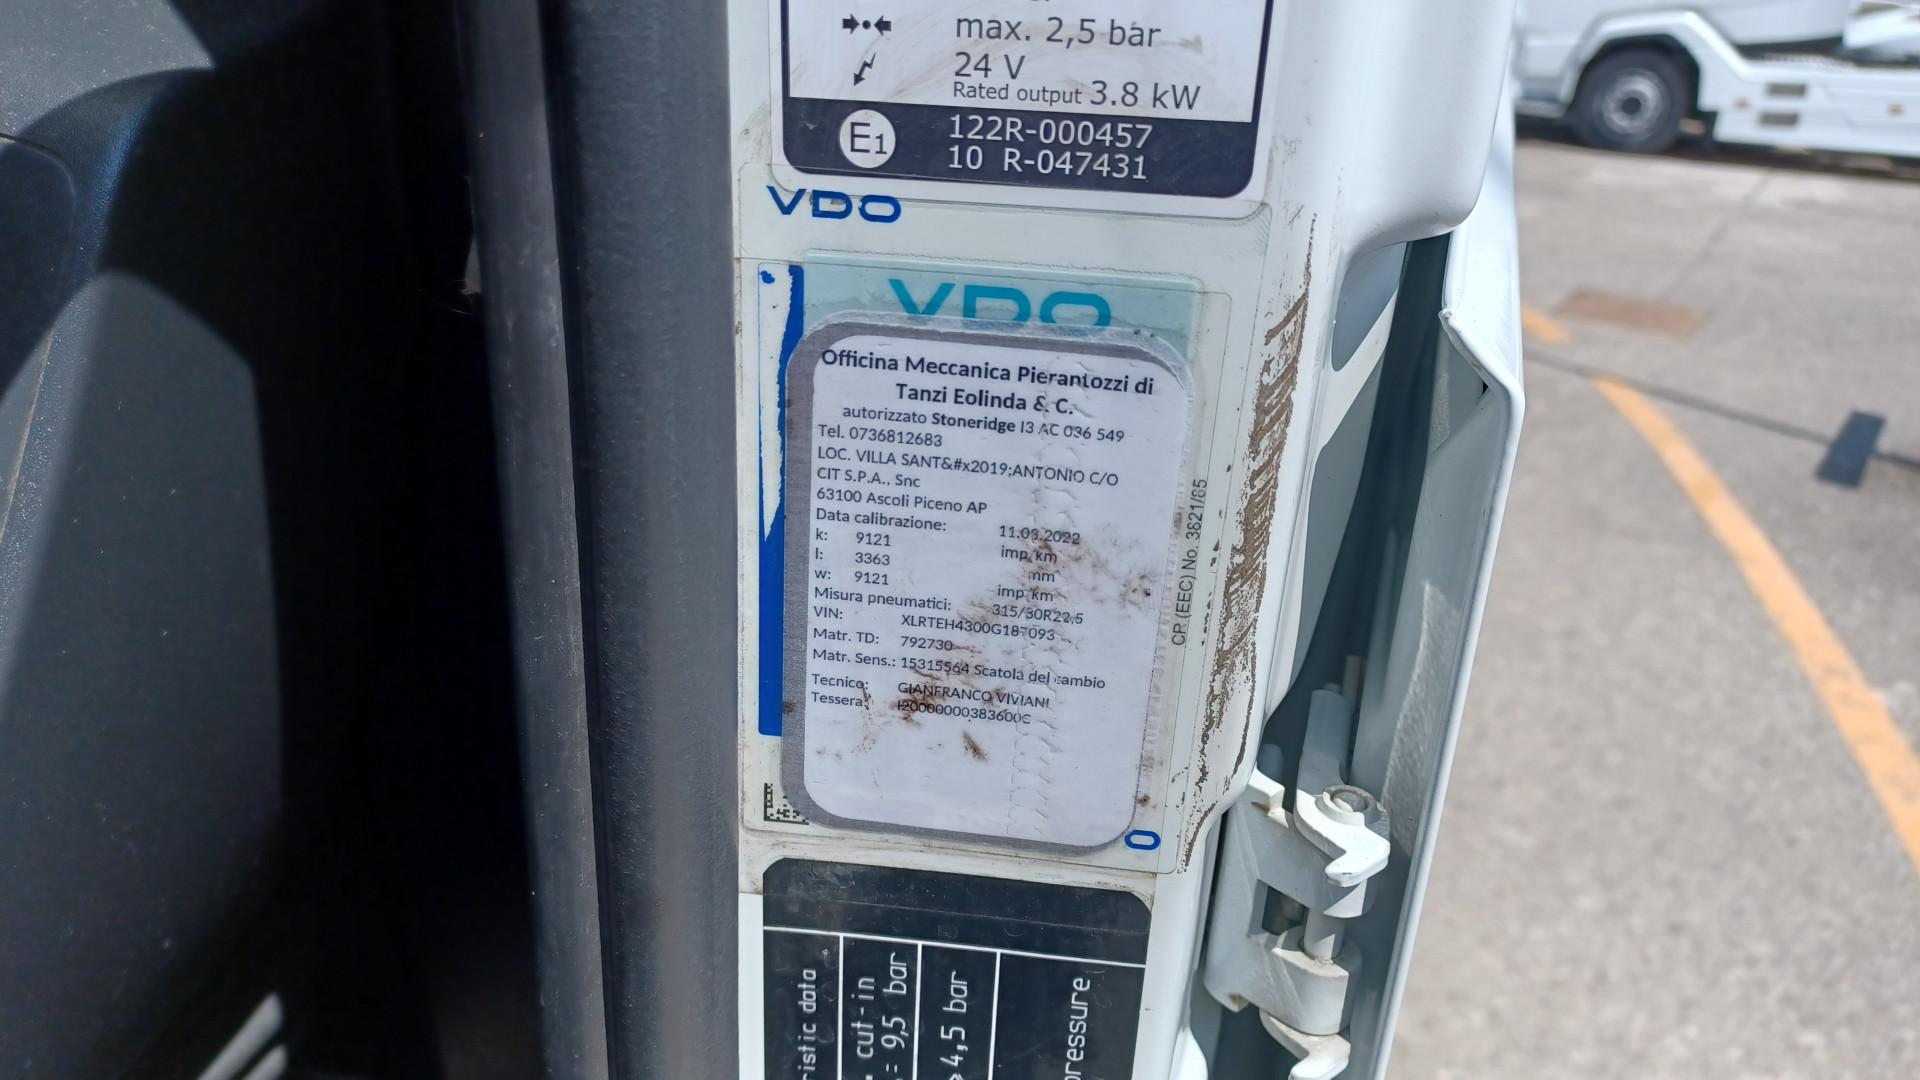 max. 2,5 bar
24 V
Rated output 3.8 kW
E1
122R-000457
10 R-047431
VDO
VDO
Officina Meccanica Pierantozzi di
Tanzi Eolinda & C.
autorizzato Stoneridge I3 AC 036 549
Tel. 0736812683
LOC. VILLA SANT&#x2019;ANTONIO C/O
CIT S.P.A., Snc
63100 Ascoli Piceno AP
Data calibrazione: 11.03.2022
k: 9121 imp.km
l: 3363 mm
w: 9121 imp km
Misura pneumatici: 315/80R22,5
VIN: XLRTEH4300G187093
Matr. TD: 792730
Matr. Sens.: 15315564 Scatola del cambio
Tecnico: GIANFRANCO VIVIANI
Tessera: I20000000383600C
CP (EEC) No. 3821/85
O
ristic data
cut-in
= 9,5 bar
4,5 bar
pressure